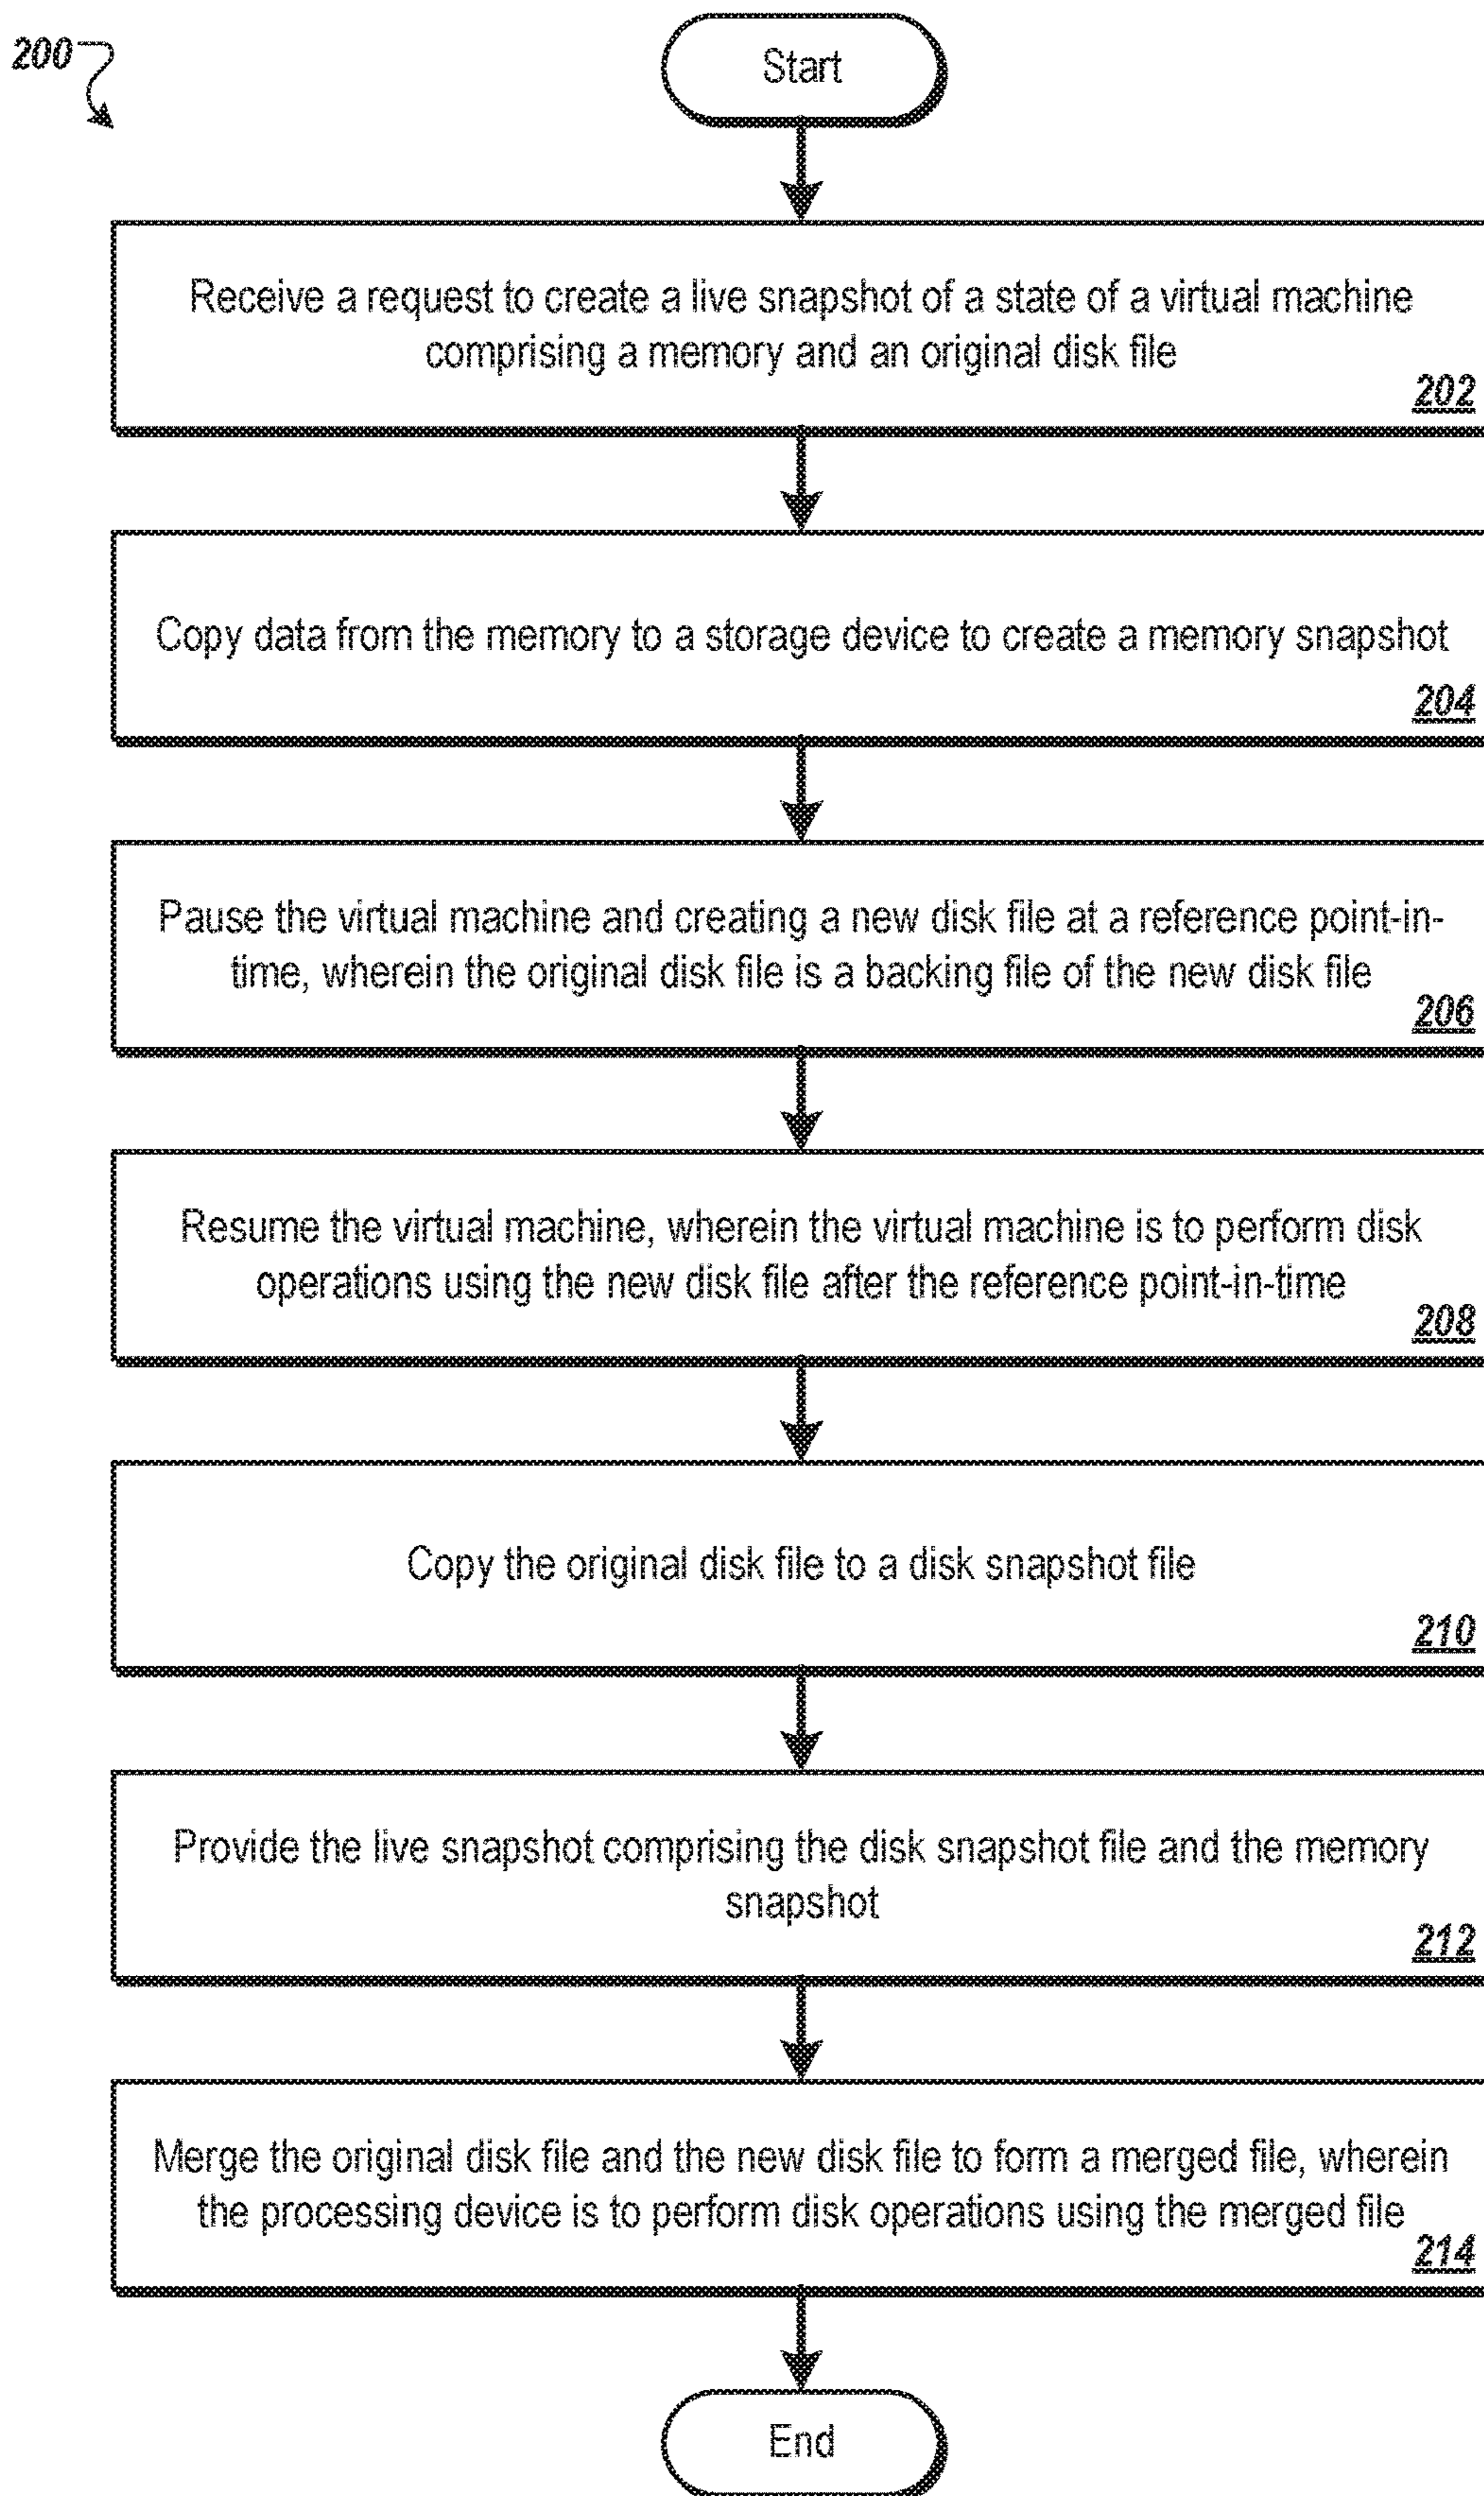 200
Start
Receive a request to create a live snapshot of a state of a virtual machine
comprising a memory and an original disk file
202
Copy data from the memory to a storage device to create a memory snapshot
204
Pause the virtual machine and creating a new disk file at a reference point-in-
time, wherein the original disk file is a backing file of the new disk file
206
Resume the virtual machine, wherein the virtual machine is to perform disk
operations using the new disk file after the reference point-in-time
208
Copy the original disk file to a disk snapshot file
210
Provide the live snapshot comprising the disk snapshot file and the memory
snapshot
212
Merge the original disk file and the new disk file to form a merged file, wherein
the processing device is to perform disk operations using the merged file
214
End